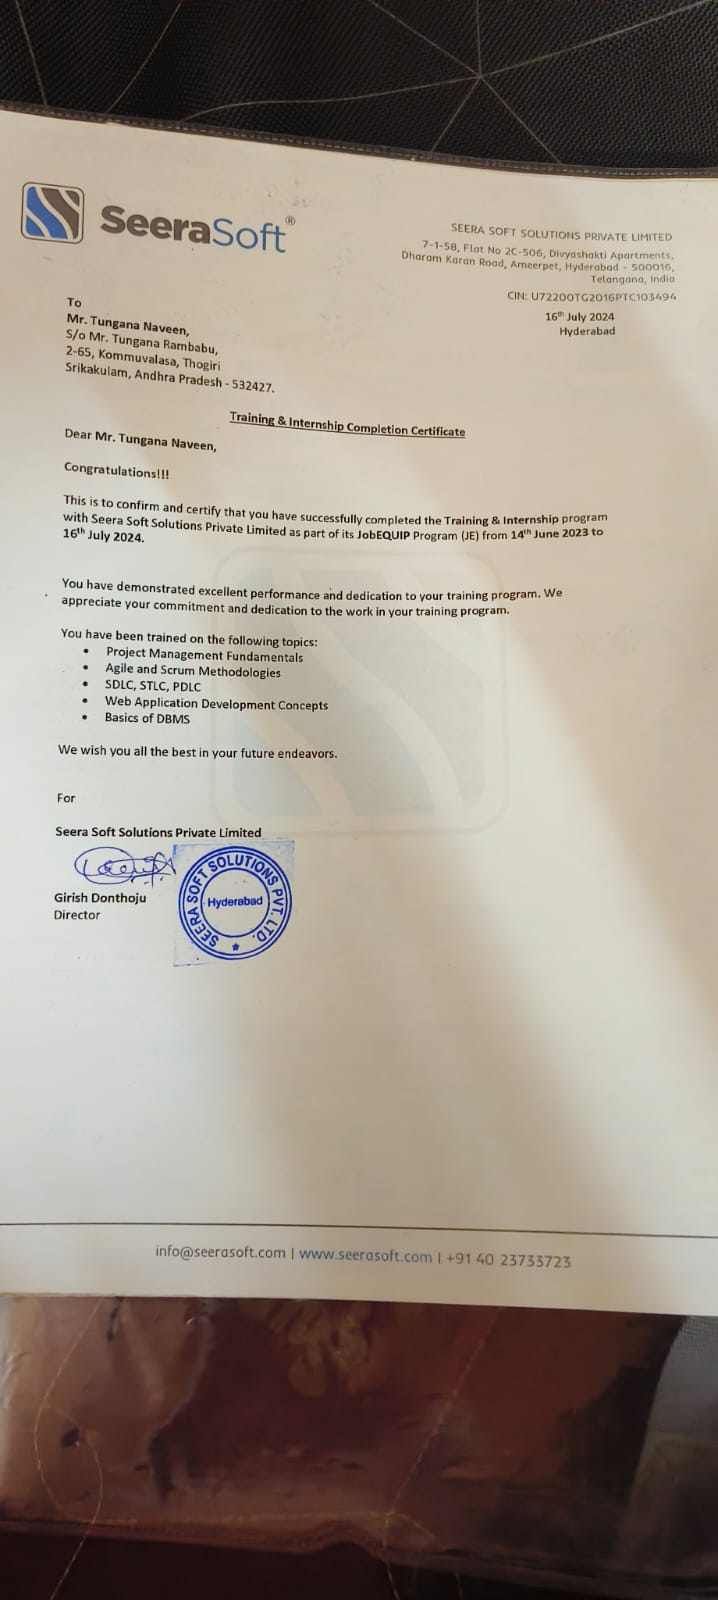 SeeraSoft®
SEERA SOFT SOLUTIONS PRIVATE LIMITED
7-1-58, Flat No 2C-506, Divyashakti Apartments,
Dharam Karan Road, Ameerpet, Hyderabad - 500016,
Telangana, India
CIN: U72200TG2016PTC103494
16th July 2024
Hyderabad
To
Mr. Tungana Naveen,
S/o Mr. Tungana Rambabu,
2-65, Kommuvalasa, Thogiri
Srikakulam, Andhra Pradesh - 532427.
Training & Internship Completion Certificate
Dear Mr. Tungana Naveen,
Congratulations!!!
This is to confirm and certify that you have successfully completed the Training & Internship program
with Seera Soft Solutions Private Limited as part of its JobEQUIP Program (JE) from 14th June 2023 to
16th July 2024.
You have demonstrated excellent performance and dedication to your training program. We
appreciate your commitment and dedication to the work in your training program.
You have been trained on the following topics:
• Project Management Fundamentals
• Agile and Scrum Methodologies
• SDLC, STLC, PDLC
• Web Application Development Concepts
• Basics of DBMS
We wish you all the best in your future endeavors.
For
Seera Soft Solutions Private Limited
SEERA SOFT SOLUTIONS PVT. LTD.
Hyderabad
Girish Donthoju
Director
info@seerasoft.com | www.seerasoft.com | +91 40 23733723